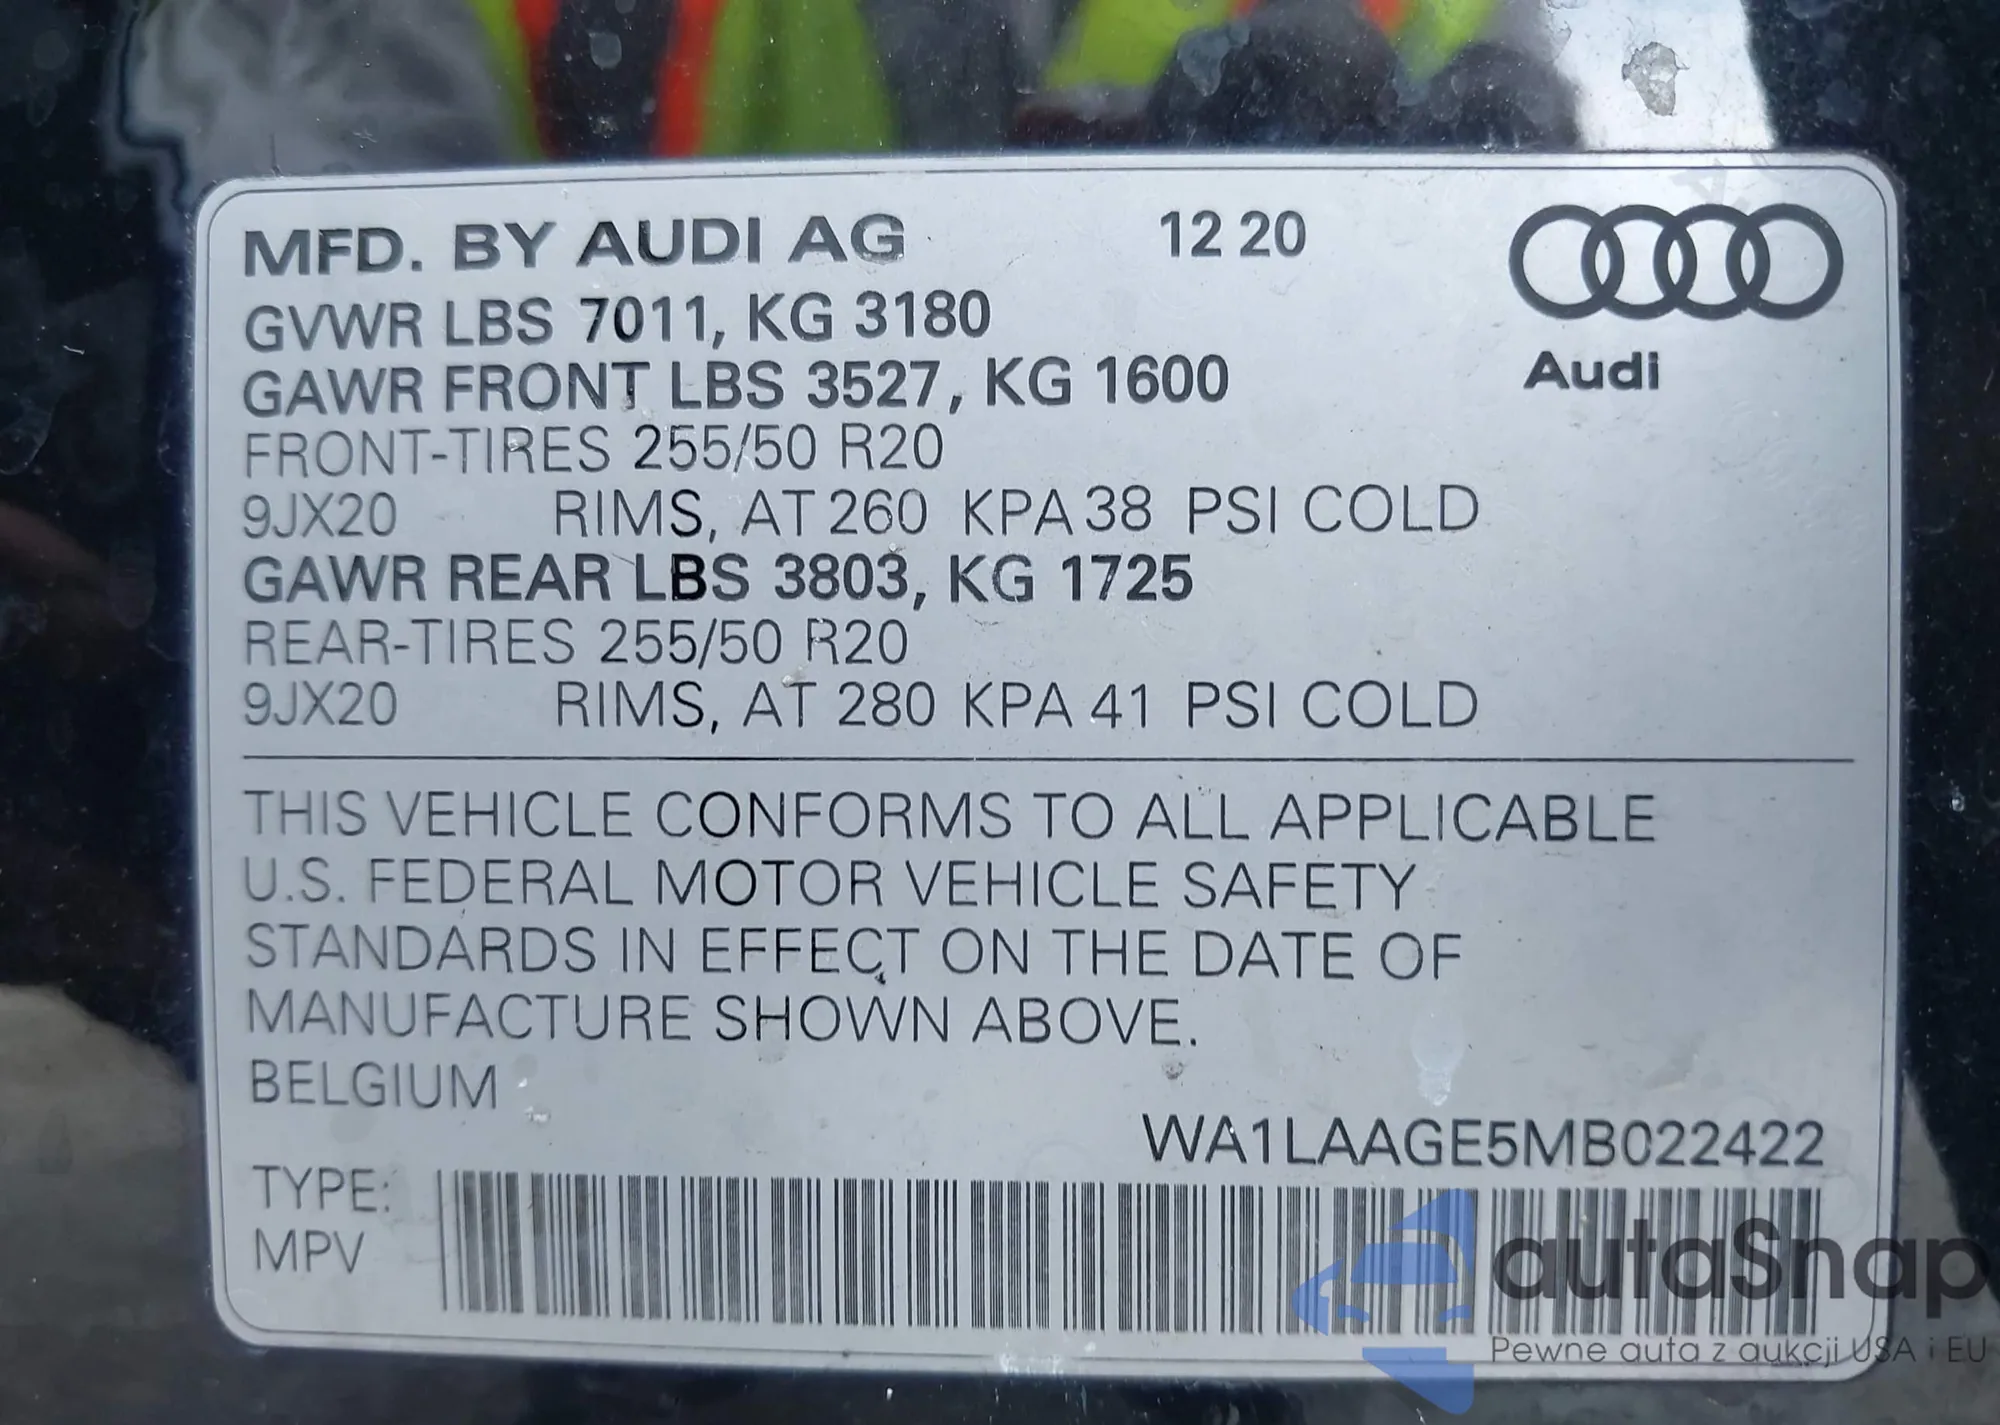 MFD. BY AUDI AG 12 20
GVWR LBS 7011, KG 3180
Audi
GAWR FRONT LBS 3527, KG 1600
FRONT-TIRES 255/50 R20
9JX20 RIMS, AT 260 KPA 38 PSI COLD
GAWR REAR LBS 3803, KG 1725
REAR-TIRES 255/50 R20
9JX20 RIMS, AT 280 KPA 41 PSI COLD
THIS VEHICLE CONFORMS TO ALL APPLICABLE
U.S. FEDERAL MOTOR VEHICLE SAFETY
STANDARDS IN EFFECT ON THE DATE OF
MANUFACTURE SHOWN ABOVE.
BELGIUM
WA1LAAGE5MB022422
TYPE:
MPV
autaSnap
Pewne auta z aukcji USA i EU